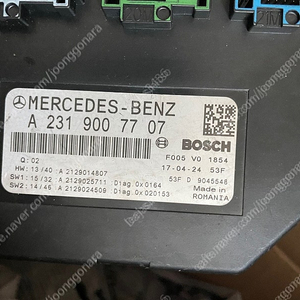 MERCEDES-BENZ
A 231 900 77 07
BOSCH
Q: 02
F005 V0 1854
HW: 13/40 A 2129014807
17-04-24 53F
SW1: 15/32 A 2129025711 Diag.0x0164
53F D 9045548
SW2: 14/46 A 2129024509 Diag.0x020153
Made in
ROMANIA